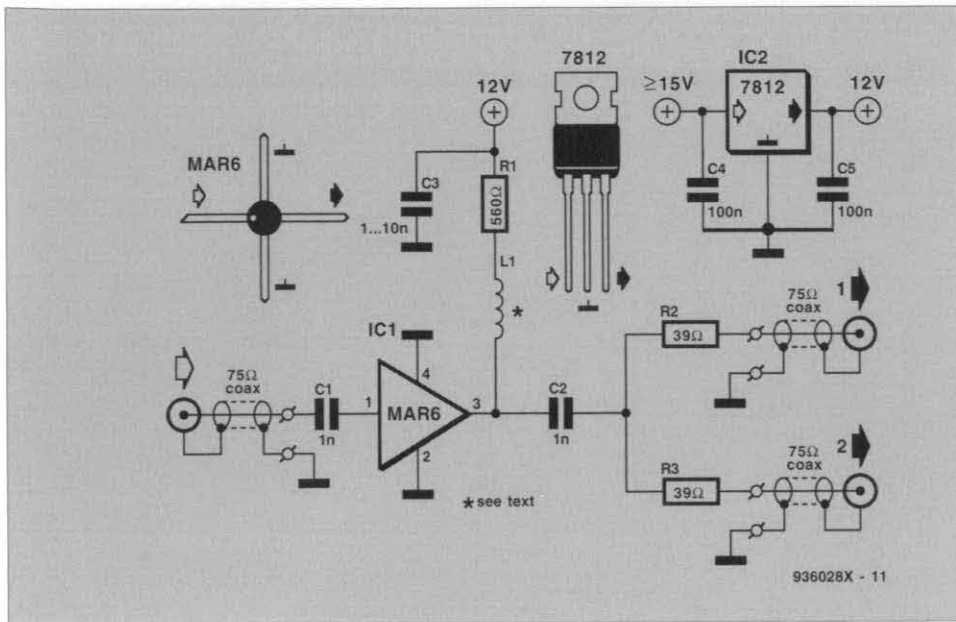 7812
IC2
12V
≥15V
7812
12V
MAR6
R1
C3
560Ω
C4
C5
1...10n
100n
100n
L1
*
1
75Ω
coax
R2
39Ω
IC1
4
75Ω
coax
C1
1
MAR6
3
C2
1n
2
1n
2
75Ω
coax
R3
39Ω
* see text
936028X - 11